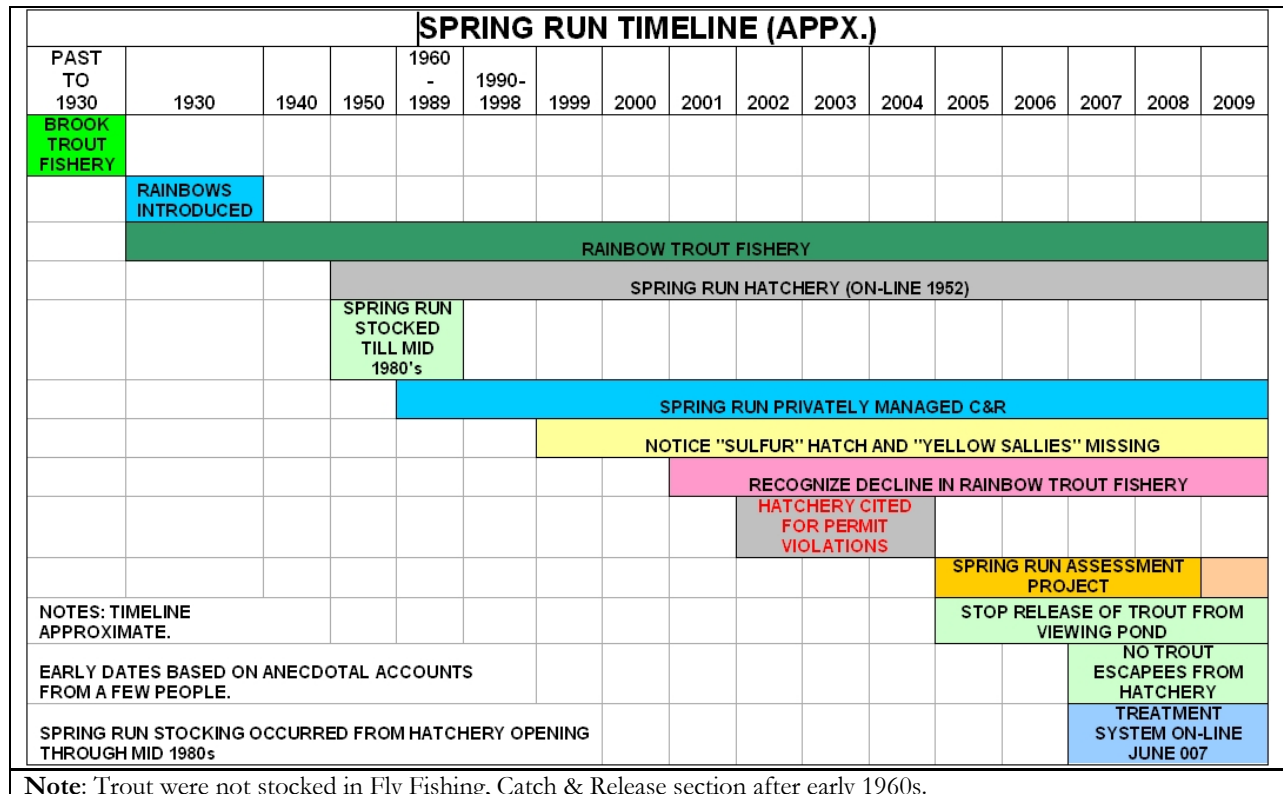 SPRING RUN TIMELINE (APPX.)
PAST
TO
1930
1930
1940
1950
1960
-
1989
1990-
1998
1999
2000
2001
2002
2003
2004
2005
2006
2007
2008
2009
BROOK
TROUT
FISHERY
RAINBOWS
INTRODUCED
RAINBOW TROUT FISHERY
SPRING RUN HATCHERY (ON-LINE 1952)
SPRING RUN
STOCKED
TILL MID
1980's
SPRING RUN PRIVATELY MANAGED C&R
NOTICE "SULFUR" HATCH AND "YELLOW SALLIES" MISSING
RECOGNIZE DECLINE IN RAINBOW TROUT FISHERY
HATCHERY CITED
FOR PERMIT
VIOLATIONS
SPRING RUN ASSESSMENT
PROJECT
NOTES: TIMELINE
APPROXIMATE.
STOP RELEASE OF TROUT FROM
VIEWING POND
EARLY DATES BASED ON ANECDOTAL ACCOUNTS
FROM A FEW PEOPLE.
NO TROUT
ESCAPEES FROM
HATCHERY
SPRING RUN STOCKING OCCURRED FROM HATCHERY OPENING
THROUGH MID 1980s
TREATMENT
SYSTEM ON-LINE
JUNE 007
Note: Trout were not stocked in Fly Fishing, Catch & Release section after early 1960s.